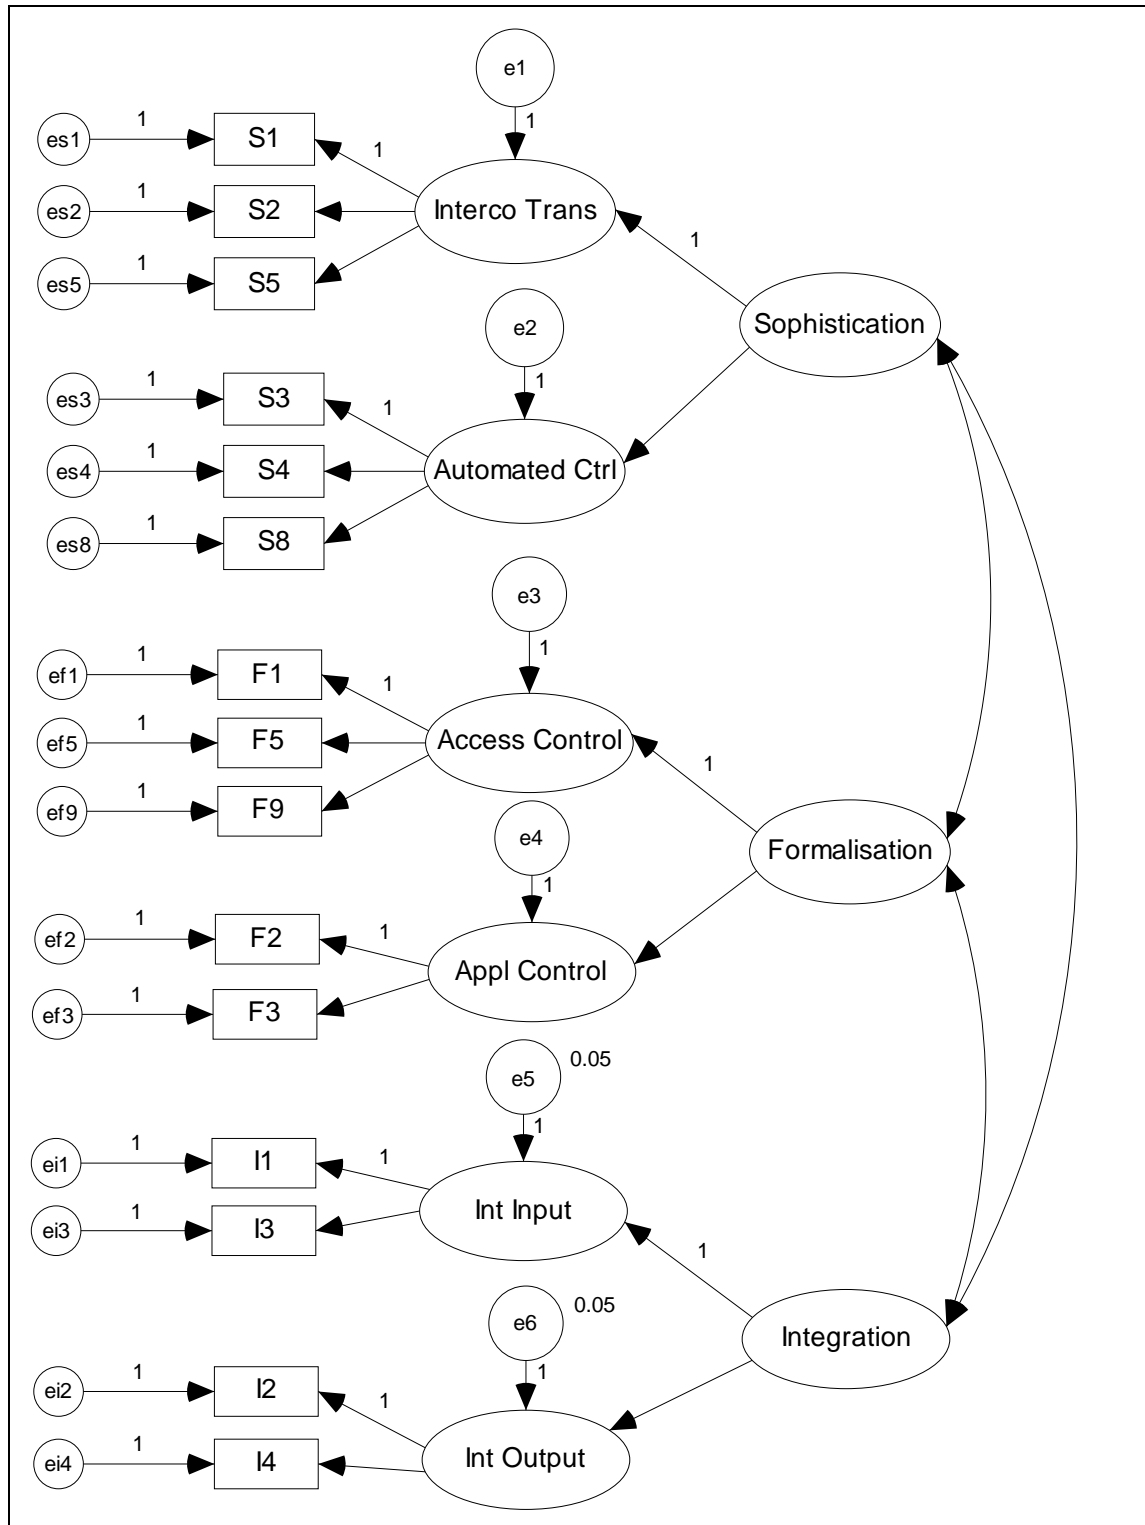 e1
1
es1 1 S1 1
es2 1 S2 Interco Trans
es5 1 S5
1
Sophistication
e2
1
es3 1 S3 1
es4 1 S4 Automated Ctrl
es8 1 S8
e3
1
ef1 1 F1 1
ef5 1 F5 Access Control
ef9 1 F9
1
Formalisation
e4
1
ef2 1 F2 1
ef3 1 F3 Appl Control
e5 0.05
1
ei1 1 I1 1
ei3 1 I3 Int Input
1
Integration
e6 0.05
1
ei2 1 I2 1
ei4 1 I4 Int Output